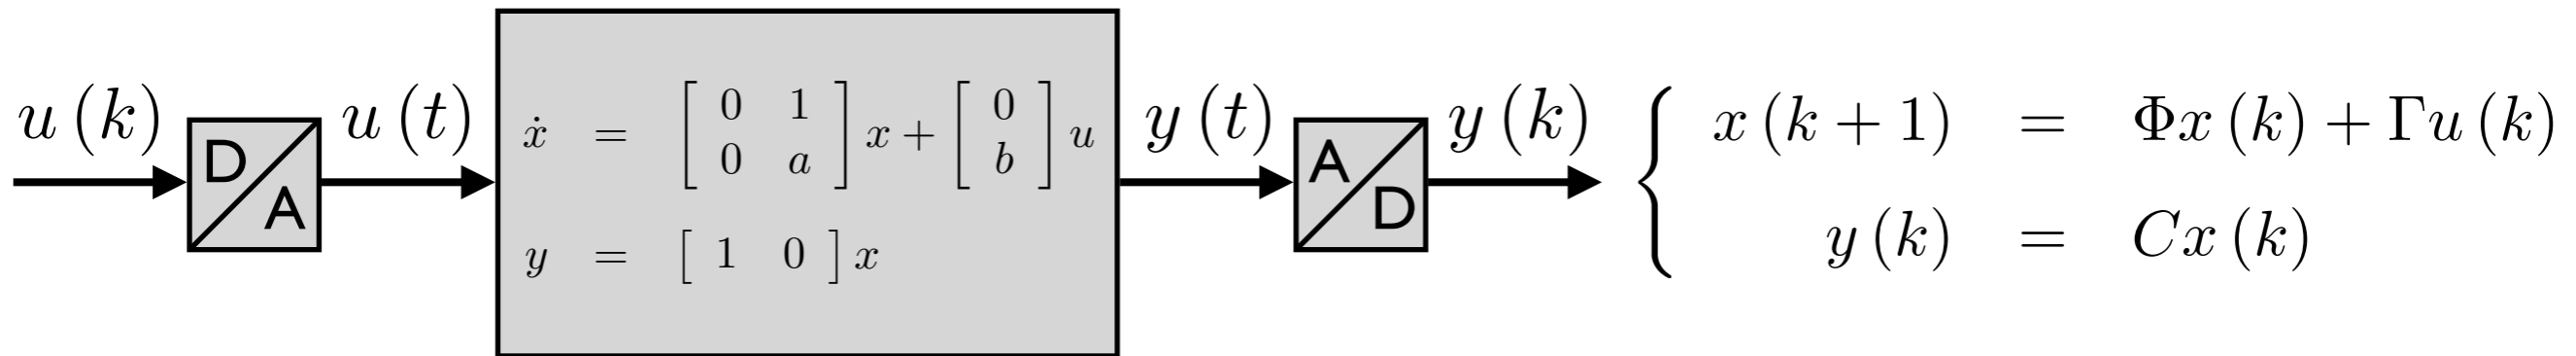 u (k) D/A u (t)
ẋ = [ 0 1 ; 0 a ] x + [ 0 ; b ] u
y = [ 1 0 ] x
y (t) A/D y (k)
{ x (k + 1) = Φx (k) + Γu (k)
y (k) = Cx (k)